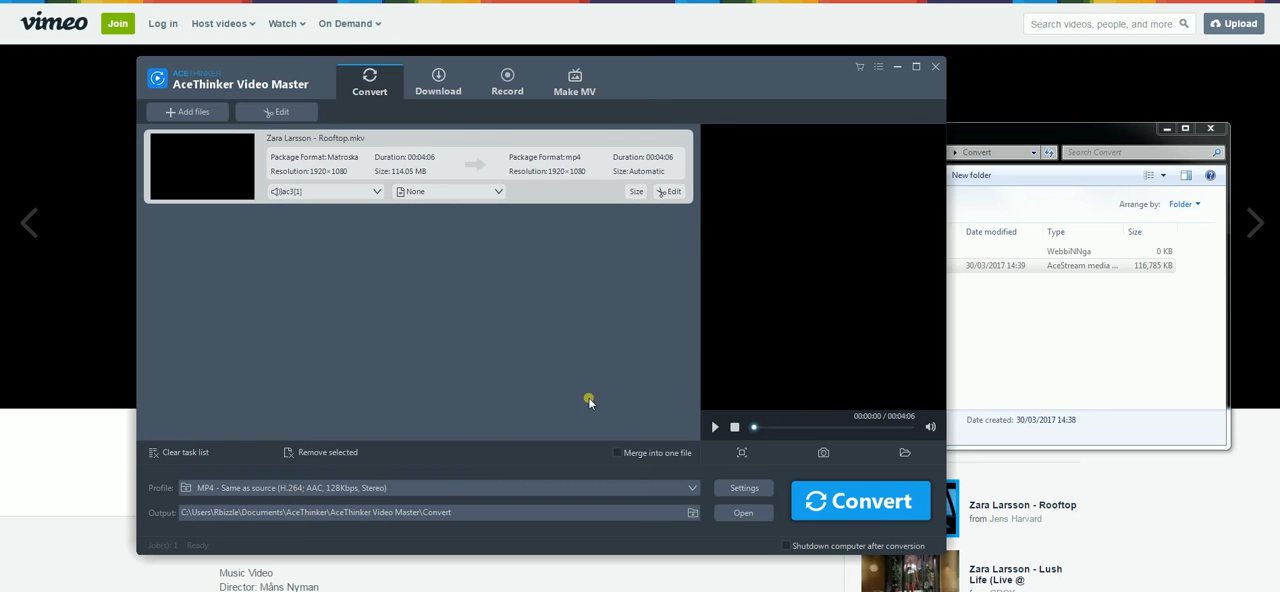 vimeo
Join
Log in
Host videos
Watch
On Demand
Search videos, people, and more
Upload
ACETHINKER
AceThinker Video Master
Convert
Download
Record
Make MV
Add files
Edit
Zara Larsson - Rooftop.mkv
Package Format: Matroska Duration: 00:04:06
Resolution: 1920×1080 Size: 114.05 MB
Package Format: mp4 Duration: 00:04:06
Resolution: 1920×1080 Size: Automatic
ac3[1]
None
Size
Edit
00:00:00 / 00:04:06
Clear task list
Remove selected
Merge into one file
Profile: MP4 - Same as source (H.264; AAC, 128Kbps, Stereo)
Settings
Output: C:\Users\Rbizzle\Documents\AceThinker\AceThinker Video Master\Convert
Open
Convert
Job(s): 1 Ready
Shutdown computer after conversion
Convert
Search Convert
New folder
Arrange by: Folder
Date modified Type Size
WebbiNNga 0 KB
30/03/2017 14:39 AceStream media ... 116,785 KB
Date created: 30/03/2017 14:38
Zara Larsson - Rooftop
from Jens Harvard
Zara Larsson - Lush
Life (Live @
Music Video
Director: Måns Nyman